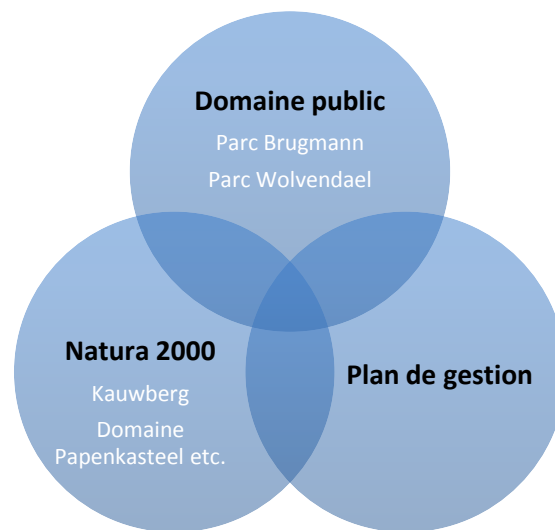 Domaine public
Parc Brugmann
Parc Wolvendael
Natura 2000
Kauwberg
Domaine
Papenkasteel etc.
Plan de gestion